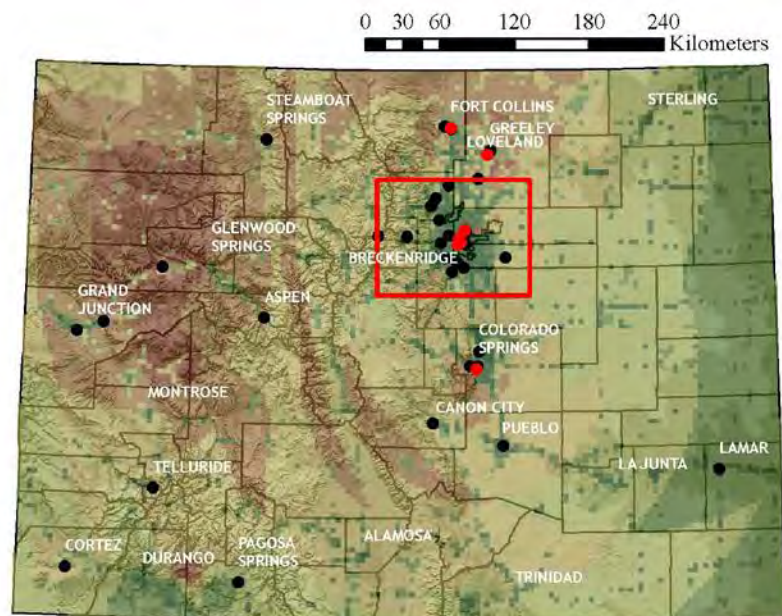 0 30 60 120 240
Kilometers
STEAMBOAT
SPRINGS
FORT COLLINS
STERLING
GREELEY
LOVELAND
GLENWOOD
SPRINGS
BRECKENRIDGE
GRAND
JUNCTION
ASPEN
COLORADO
SPRINGS
MONTROSE
CANON CITY
PUEBLO
TELLURIDE
LA JUNTA
LAMAR
CORTEZ
DURANGO
PAGOSA
SPRINGS
ALAMOSA
TRINIDAD